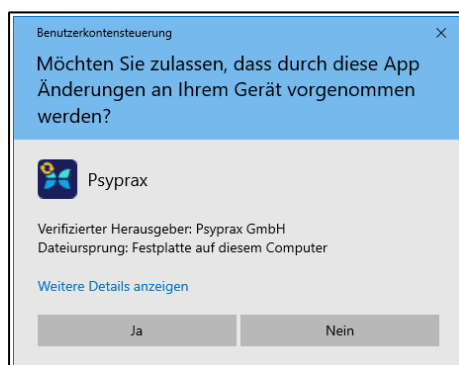 Benutzerkontensteuerung
Möchten Sie zulassen, dass durch diese App
Änderungen an Ihrem Gerät vorgenommen
werden?
Psyprax
Verifizierter Herausgeber: Psyprax GmbH
Dateiursprung: Festplatte auf diesem Computer
Weitere Details anzeigen
Ja Nein